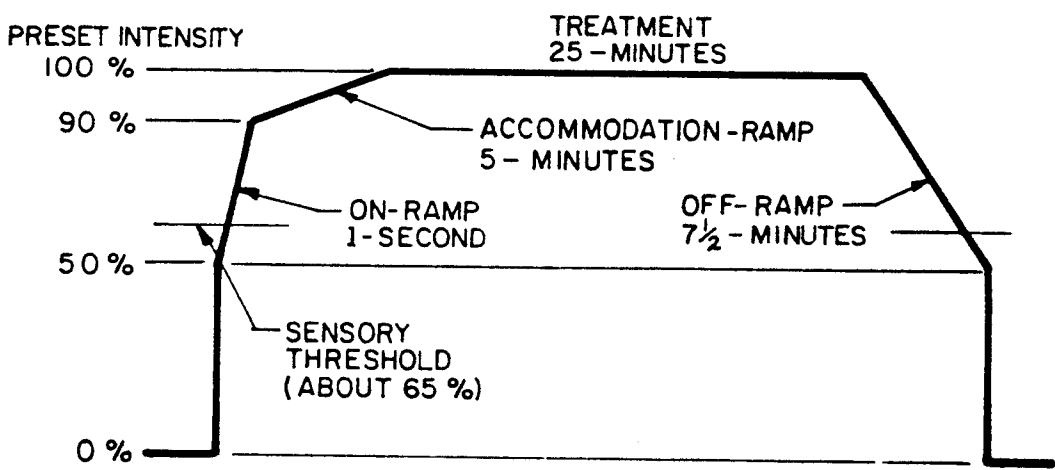 PRESET INTENSITY
100 %
TREATMENT
25-MINUTES
90 %
ACCOMMODATION-RAMP
5- MINUTES
ON-RAMP
1-SECOND
OFF-RAMP
7½-MINUTES
50 %
SENSORY
THRESHOLD
(ABOUT 65 %)
0 %